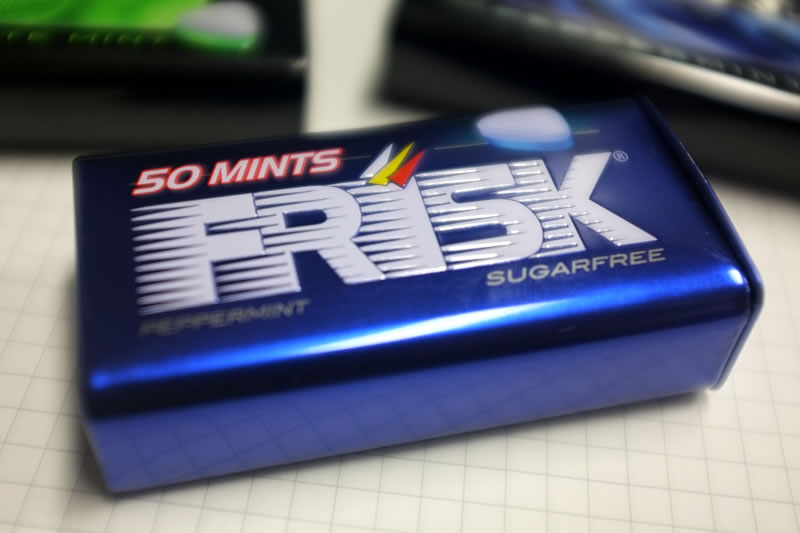 50 MINTS
FRISK®
SUGARFREE
PEPPERMINT